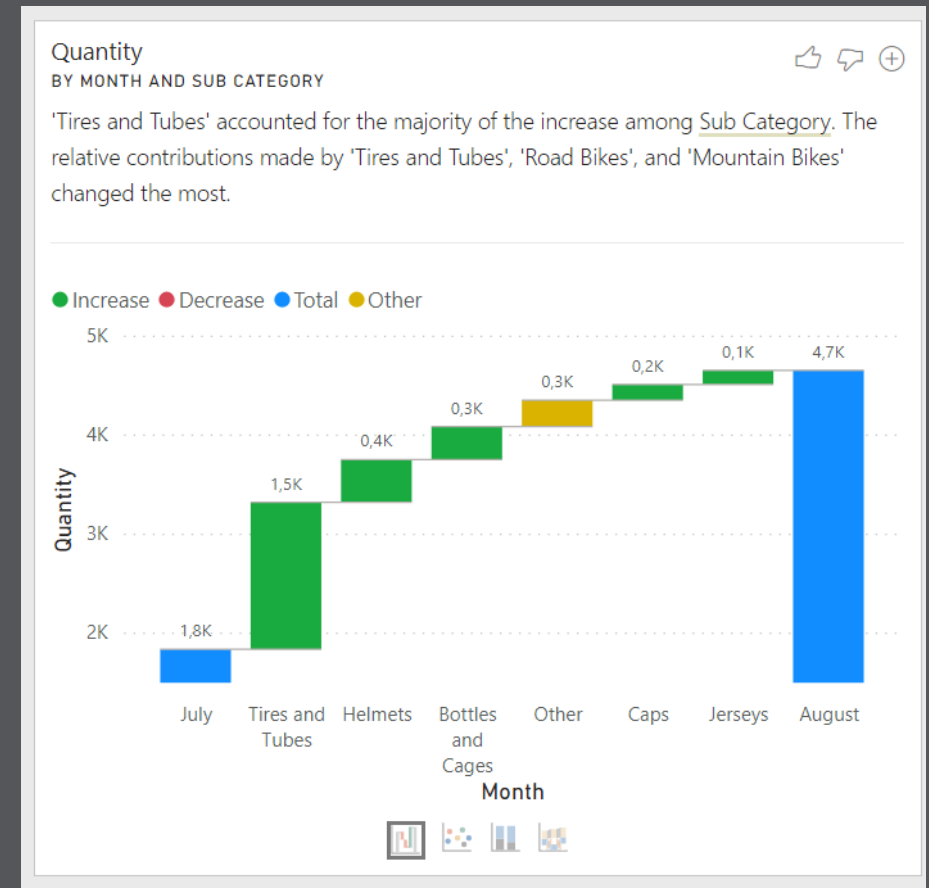 Quantity
BY MONTH AND SUB CATEGORY
'Tires and Tubes' accounted for the majority of the increase among Sub Category. The
relative contributions made by 'Tires and Tubes', 'Road Bikes', and 'Mountain Bikes'
changed the most.
Increase Decrease Total Other
5K
4K
3K
2K
Quantity
1,8K
1,5K
0,4K
0,3K
0,3K
0,2K
0,1K
4,7K
July
Tires and
Tubes
Helmets
Bottles
and
Cages
Other
Caps
Jerseys
August
Month